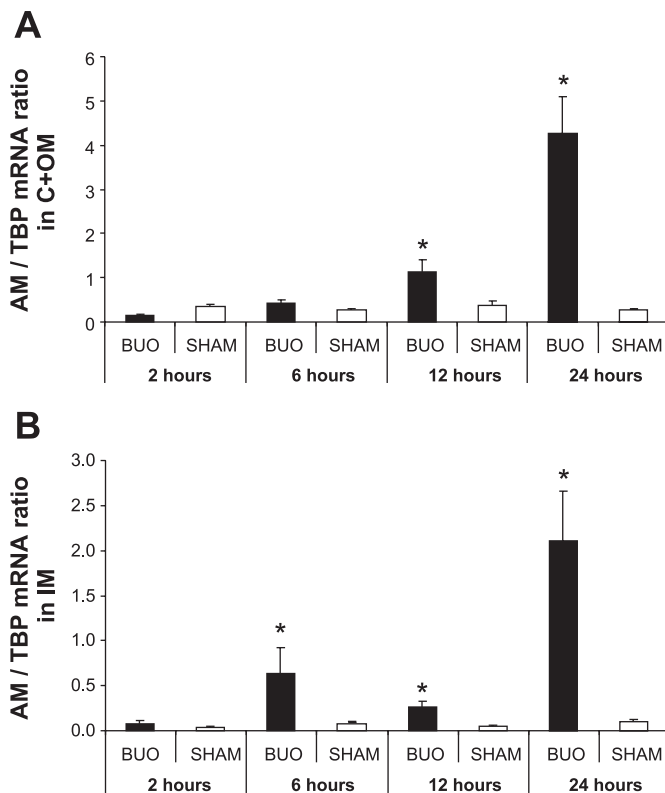 A
AM / TBP mRNA ratio
in C+OM
6
5
4
3
2
1
0
*
*
BUO SHAM BUO SHAM BUO SHAM BUO SHAM
2 hours 6 hours 12 hours 24 hours
B
AM / TBP mRNA ratio
in IM
3.0
2.5
2.0
1.5
1.0
0.5
0.0
*
*
*
BUO SHAM BUO SHAM BUO SHAM BUO SHAM
2 hours 6 hours 12 hours 24 hours